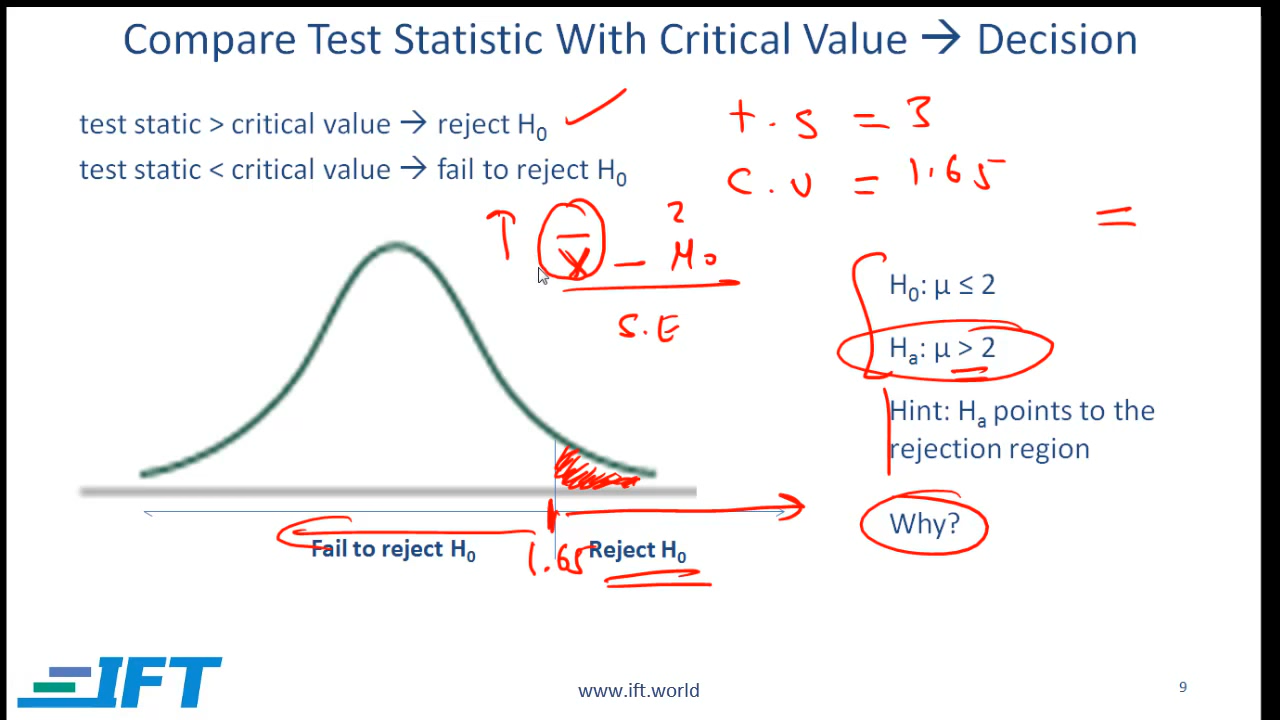 Compare Test Statistic With Critical Value → Decision
test static > critical value → reject H₀ ✓
test static < critical value → fail to reject H₀
t.s = 3
c.v = 1.65
=
↑ X̄ - μ₀
2
S.E
H₀: μ ≤ 2
Hₐ: μ > 2
Hint: Hₐ points to the
rejection region
Why?
Fail to reject H₀
1.65
Reject H₀
IFT
www.ift.world
9